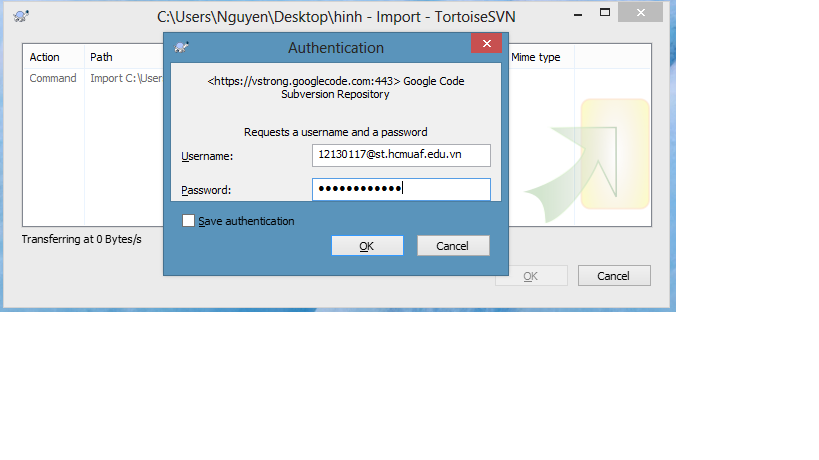 C:\Users\Nguyen\Desktop\hinh - Import - TortoiseSVN
Action Path Mime type
Command Import C:\User
Authentication
<https://vstrong.googlecode.com:443> Google Code
Subversion Repository
Requests a username and a password
Username: 12130117@st.hcmuaf.edu.vn
Password: ●●●●●●●●●●●●
Save authentication
OK Cancel
Transferring at 0 Bytes/s
OK Cancel